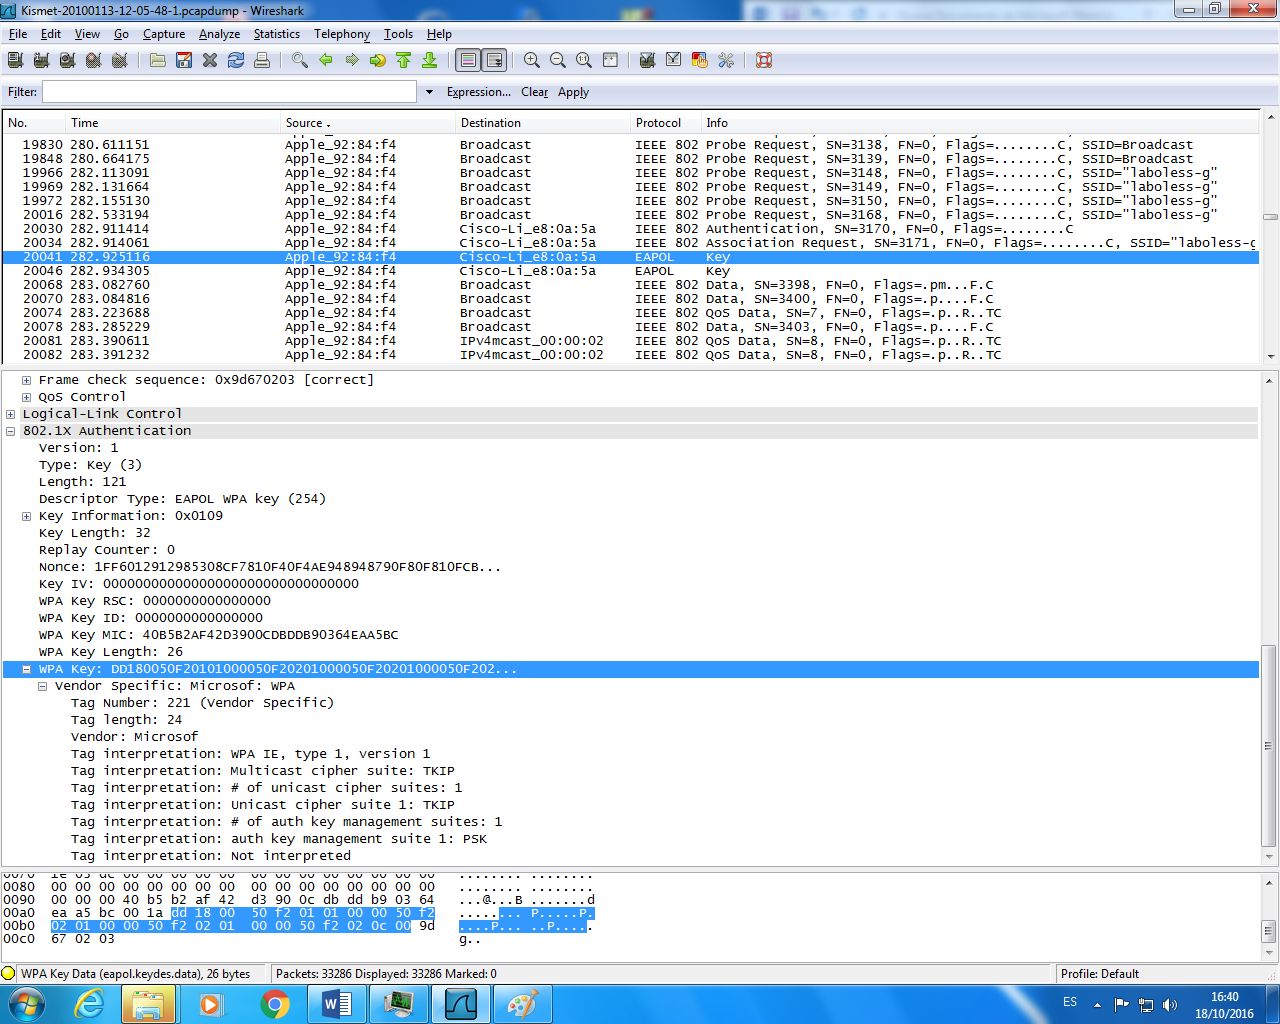 Kismet-20100113-12-05-48-1.pcapdump - Wireshark
File Edit View Go Capture Analyze Statistics Telephony Tools Help
Filter: Expression... Clear Apply
No. Time Source Destination Protocol Info
19830 280.611151 Apple_92:84:f4 Broadcast IEEE 802 Probe Request, SN=3138, FN=0, Flags=........C, SSID=Broadcast
19848 280.664175 Apple_92:84:f4 Broadcast IEEE 802 Probe Request, SN=3139, FN=0, Flags=........C, SSID=Broadcast
19966 282.113091 Apple_92:84:f4 Broadcast IEEE 802 Probe Request, SN=3148, FN=0, Flags=........C, SSID="laboless-g"
19969 282.131664 Apple_92:84:f4 Broadcast IEEE 802 Probe Request, SN=3149, FN=0, Flags=........C, SSID="laboless-g"
19972 282.155130 Apple_92:84:f4 Broadcast IEEE 802 Probe Request, SN=3150, FN=0, Flags=........C, SSID="laboless-g"
20016 282.533194 Apple_92:84:f4 Broadcast IEEE 802 Probe Request, SN=3168, FN=0, Flags=........C, SSID="laboless-g"
20030 282.911414 Apple_92:84:f4 Cisco-Li_e8:0a:5a IEEE 802 Authentication, SN=3170, FN=0, Flags=........C
20034 282.914061 Apple_92:84:f4 Cisco-Li_e8:0a:5a IEEE 802 Association Request, SN=3171, FN=0, Flags=........C, SSID="laboless-g
20041 282.925116 Apple_92:84:f4 Cisco-Li_e8:0a:5a EAPOL Key
20046 282.934305 Apple_92:84:f4 Cisco-Li_e8:0a:5a EAPOL Key
20068 283.082760 Apple_92:84:f4 Broadcast IEEE 802 Data, SN=3398, FN=0, Flags=.pm...F.C
20070 283.084816 Apple_92:84:f4 Broadcast IEEE 802 Data, SN=3400, FN=0, Flags=.p....F.C
20074 283.223688 Apple_92:84:f4 Broadcast IEEE 802 QoS Data, SN=7, FN=0, Flags=.p..R..TC
20078 283.285229 Apple_92:84:f4 Broadcast IEEE 802 Data, SN=3403, FN=0, Flags=.p....F.C
20081 283.390611 Apple_92:84:f4 IPv4mcast_00:00:02 IEEE 802 QoS Data, SN=8, FN=0, Flags=.p..R..TC
20082 283.391232 Apple_92:84:f4 IPv4mcast_00:00:02 IEEE 802 QoS Data, SN=8, FN=0, Flags=.p..R..TC
Frame check sequence: 0x9d670203 [correct]
QoS Control
Logical-Link Control
802.1X Authentication
Version: 1
Type: Key (3)
Length: 121
Descriptor Type: EAPOL WPA key (254)
Key Information: 0x0109
Key Length: 32
Replay Counter: 0
Nonce: 1FF6012912985308CF7810F40F4AE948948790F80F810FCB...
Key IV: 00000000000000000000000000000000
WPA Key RSC: 0000000000000000
WPA Key ID: 0000000000000000
WPA Key MIC: 40B5B2AF42D3900CDBDDB90364EAA5BC
WPA Key Length: 26
WPA Key: DD180050F20101000050F20201000050F20201000050F202...
Vendor Specific: Microsof: WPA
Tag Number: 221 (Vendor Specific)
Tag length: 24
Vendor: Microsof
Tag interpretation: WPA IE, type 1, version 1
Tag interpretation: Multicast cipher suite: TKIP
Tag interpretation: # of unicast cipher suites: 1
Tag interpretation: Unicast cipher suite 1: TKIP
Tag interpretation: # of auth key management suites: 1
Tag interpretation: auth key management suite 1: PSK
Tag interpretation: Not interpreted
0070 1e 05 dc 00 00 00 00 00 00 00 00 00 00 00 00 00 ........ ........
0080 00 00 00 00 00 00 00 00 00 00 00 00 00 00 00 00 ........ ........
0090 00 00 00 40 b5 b2 af 42 d3 90 0c db dd b9 03 64 ...@...B .......d
00a0 ea a5 bc 00 1a dd 18 00 50 f2 01 01 00 00 50 f2 ........ P.....P.
00b0 02 01 00 00 50 f2 02 01 00 00 50 f2 02 0c 00 9d ....P... ..P.....
00c0 67 02 03 g..
WPA Key Data (eapol.keydes.data), 26 bytes Packets: 33286 Displayed: 33286 Marked: 0 Profile: Default
ES 16:40
18/10/2016